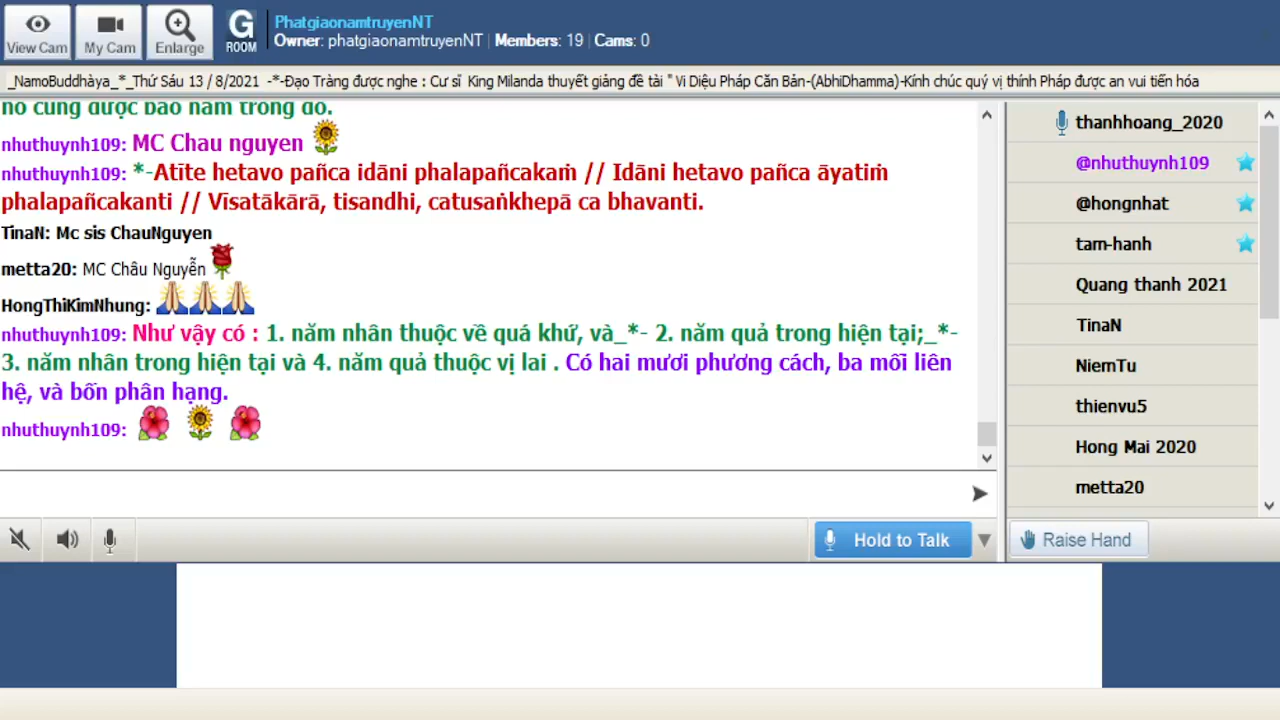 View Cam
My Cam
Enlarge
G
ROOM
PhatgiaonamtruyenNT
Owner: phatgiaonamtruyenNT | Members: 19 | Cams: 0
_NamoBuddhàya_*_Thứ Sáu 13 / 8/2021 -*-Đạo Tràng được nghe : Cư sĩ King Milanda thuyết giảng đề tài " Vi Diệu Pháp Căn Bản-(AbhiDhamma)-Kính chúc quý vị thính Pháp được an vui tiến hóa
nó cũng được bao hàm trong đó.
nhuthuynh109: MC Chau nguyen
nhuthuynh109: *-Atīte hetavo pañca idāni phalapañcakaṁ // Idāni hetavo pañca āyatiṁ
phalapañcakanti // Vīsatākārā, tisandhi, catusaṅkhepā ca bhavanti.
TinaN: Mc sis ChauNguyen
metta20: MC Châu Nguyễn
HongThiKimNhung:
nhuthuynh109: Như vậy có : 1. năm nhân thuộc về quá khứ, và_*- 2. năm quả trong hiện tại;_*-
3. năm nhân trong hiện tại và 4. năm quả thuộc vị lai . Có hai mươi phương cách, ba mối liên
hệ, và bốn phân hạng.
nhuthuynh109:
thanhhoang_2020
@nhuthuynh109
@hongnhat
tam-hanh
Quang thanh 2021
TinaN
NiemTu
thienvu5
Hong Mai 2020
metta20
Hold to Talk
Raise Hand